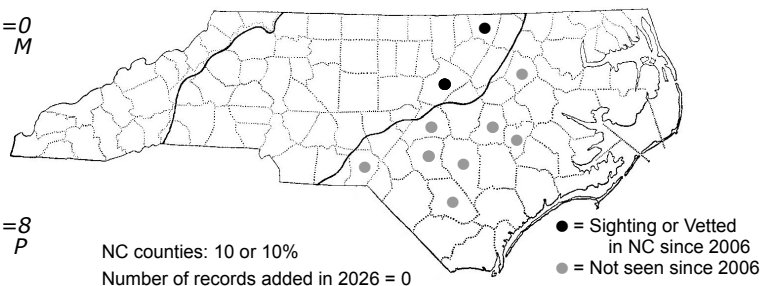 =0
M
=8
P
NC counties: 10 or 10%
Number of records added in 2026 = 0
= Sighting or Vetted
in NC since 2006
= Not seen since 2006